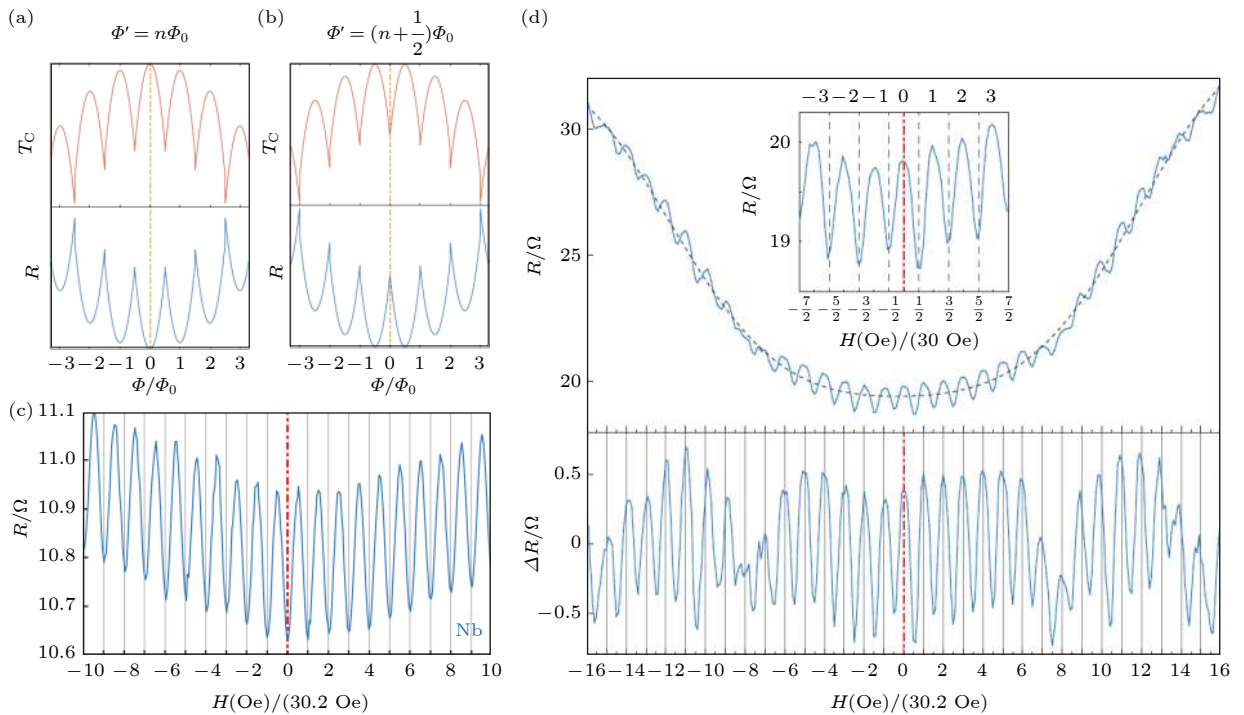 (a)
Φ′ = nΦ₀
T_C
R
−3 −2 −1 0 1 2 3
Φ/Φ₀
(b)
Φ′ = (n+1/2)Φ₀
T_C
R
−3 −2 −1 0 1 2 3
Φ/Φ₀
(c)
R/Ω
11.1
11.0
10.9
10.8
10.7
10.6
Nb
−10 −8 −6 −4 −2 0 2 4 6 8 10
H(Oe)/(30.2 Oe)
(d)
R/Ω
30
25
20
−3 −2 −1 0 1 2 3
R/Ω
20
19
−7/2 −5/2 −3/2 −1/2 1/2 3/2 5/2 7/2
H(Oe)/(30 Oe)
ΔR/Ω
0.5
0
−0.5
−16 −14 −12 −10 −8 −6 −4 −2 0 2 4 6 8 10 12 14 16
H(Oe)/(30.2 Oe)